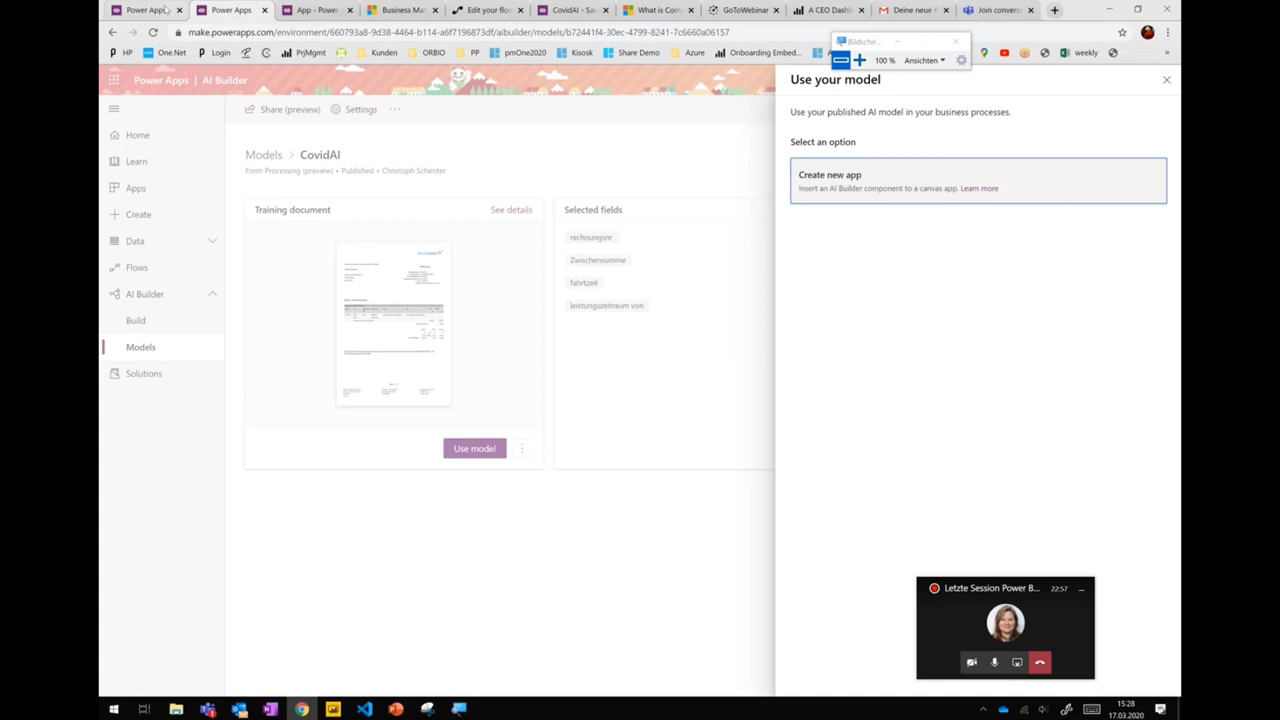 Power Apps
Power Apps
App - Power
Business Ma
Edit your flo
CovidAI - Sa
What is Com
GoToWebinar
A CEO Dashb
Deine neue
Join convers
make.powerapps.com/environment/660793a8-9d38-4464-b114-a6f7196873df/aibuilder/models/b72441f4-30ec-4799-8241-7c6660a06157
Bildschir...
HP
One.Net
Login
CJ
PrjMgmt
Kunden
ORBIO
PP
pmOne2020
Kisosk
Share Demo
Azure
Onboarding Embed...
100 %
Ansichten
weekly
Power Apps
AI Builder
Use your model
Use your published AI model in your business processes.
Select an option
Create new app
Insert an AI Builder component to a canvas app. Learn more
Share (preview)
Settings
Home
Learn
Apps
Create
Data
Flows
AI Builder
Build
Models
Solutions
Models > CovidAI
Form Processing (preview) • Published • Christoph Schenter
Training document
See details
Use model
Selected fields
rechnungsnr.
Zwischensumme
fahrtzeit
leistungszeitraum von
Letzte Session Power B...
22:57
15:28
17.03.2020